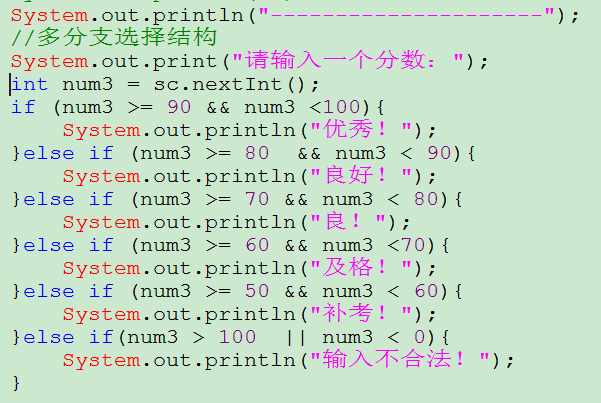 System.out.println("---------------------");
//多分支选择结构
System.out.print("请输入一个分数：");
int num3 = sc.nextInt();
if (num3 >= 90 && num3 <100){
    System.out.println("优秀！");
}else if (num3 >= 80  && num3 < 90){
    System.out.println("良好！");
}else if (num3 >= 70 && num3 < 80){
    System.out.println("良！");
}else if (num3 >= 60 && num3 <70){
    System.out.println("及格！");
}else if (num3 >= 50 && num3 < 60){
    System.out.println("补考！");
}else if(num3 > 100  || num3 < 0){
    System.out.println("输入不合法！");
}